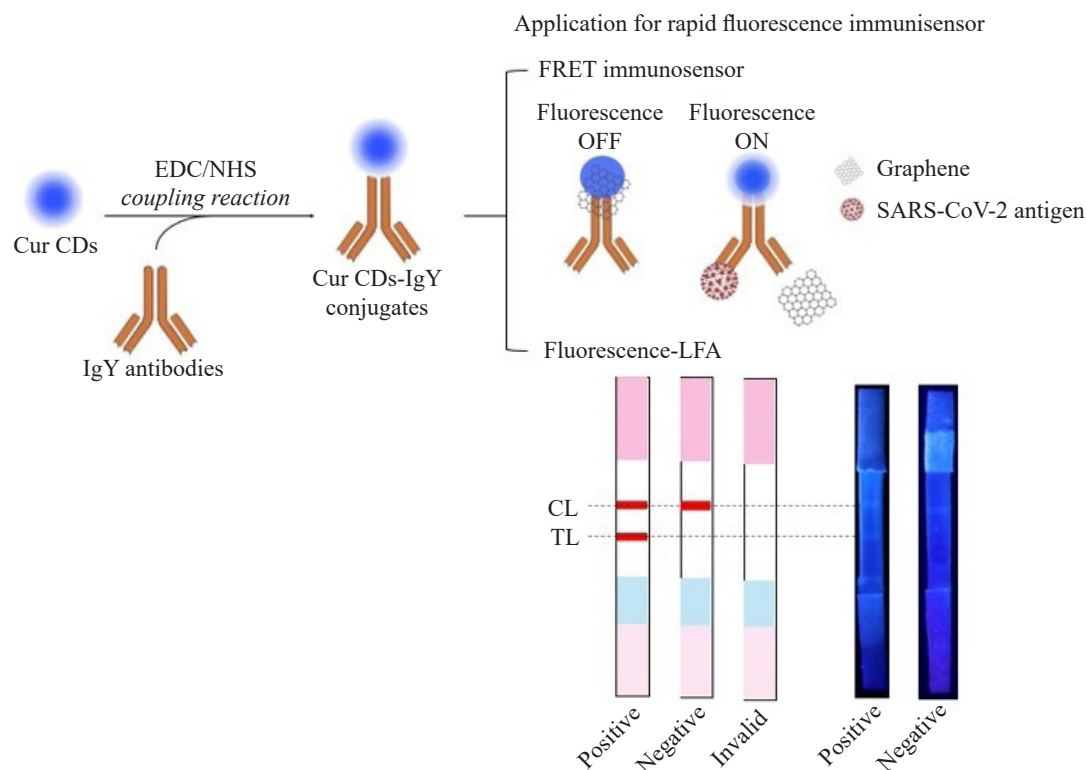 Application for rapid fluorescence immunisensor
FRET immunosensor
Fluorescence
OFF
Fluorescence
ON
Graphene
SARS-CoV-2 antigen
EDC/NHS
coupling reaction
Cur CDs
Cur CDs-IgY
conjugates
IgY antibodies
Fluorescence-LFA
CL
TL
Positive
Negative
Invalid
Positive
Negative